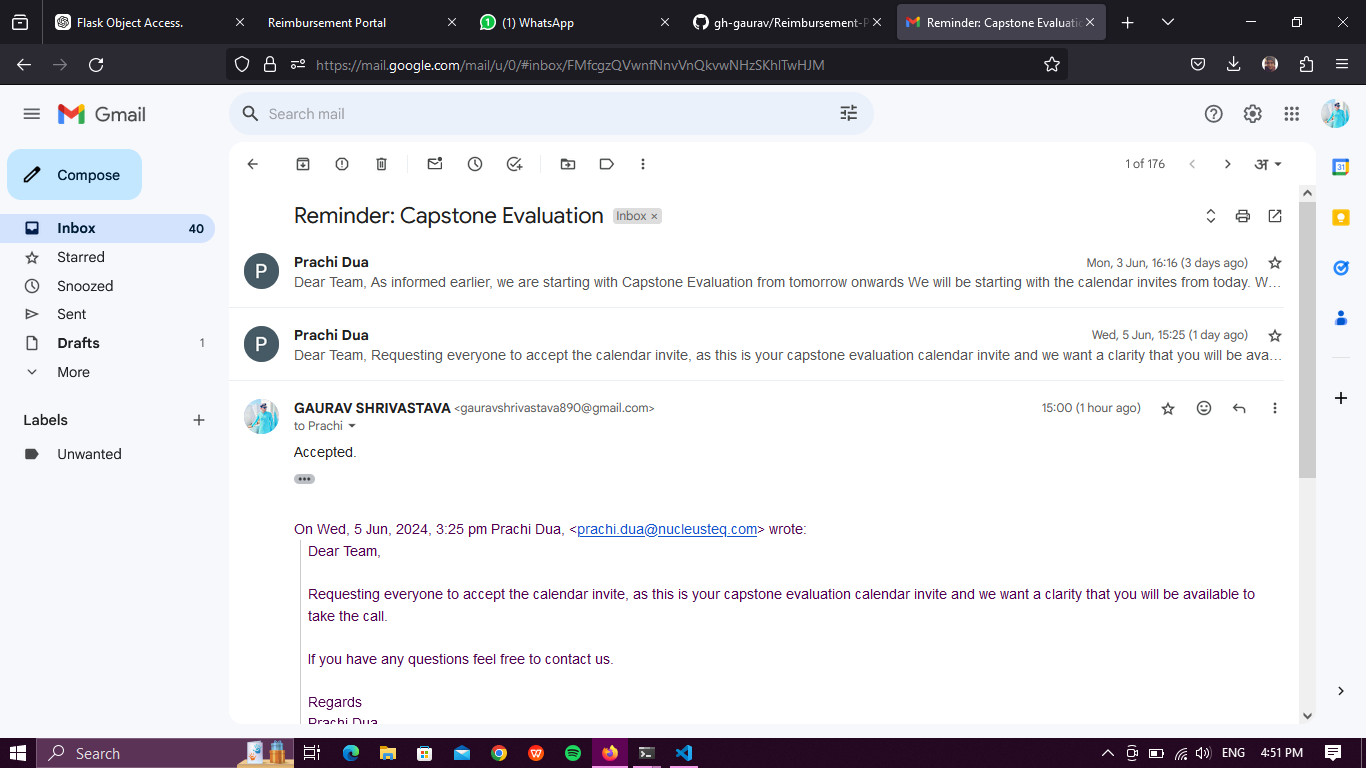 Flask Object Access.
Reimbursement Portal
(1) WhatsApp
gh-gaurav/Reimbursement-P
Reminder: Capstone Evaluatio
https://mail.google.com/mail/u/0/#inbox/FMfcgzQVwnfNnvVnQkvwNHzSKhlTwHJM
Gmail
Search mail
Compose
1 of 176
अ
Inbox 40
Starred
Snoozed
Sent
Drafts 1
More
Labels
Unwanted
Reminder: Capstone Evaluation Inbox ×
P
Prachi Dua Mon, 3 Jun, 16:16 (3 days ago)
Dear Team, As informed earlier, we are starting with Capstone Evaluation from tomorrow onwards We will be starting with the calendar invites from today. W…
P
Prachi Dua Wed, 5 Jun, 15:25 (1 day ago)
Dear Team, Requesting everyone to accept the calendar invite, as this is your capstone evaluation calendar invite and we want a clarity that you will be ava…
GAURAV SHRIVASTAVA <gauravshrivastava890@gmail.com> 15:00 (1 hour ago)
to Prachi
Accepted.
On Wed, 5 Jun, 2024, 3:25 pm Prachi Dua, <prachi.dua@nucleusteq.com> wrote:
Dear Team,
Requesting everyone to accept the calendar invite, as this is your capstone evaluation calendar invite and we want a clarity that you will be available to
take the call.
If you have any questions feel free to contact us.
Regards
Prachi Dua
31
Search
ENG 4:51 PM